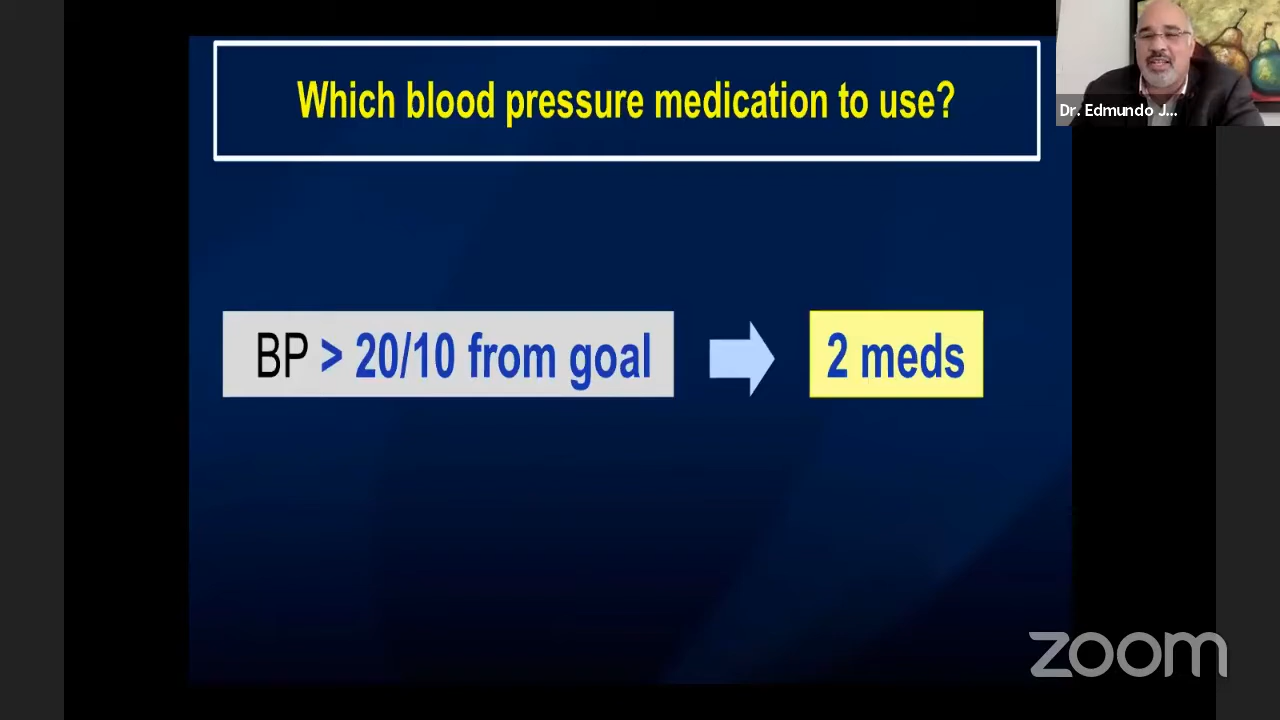 Which blood pressure medication to use?
Dr. Edmundo J...
BP > 20/10 from goal
2 meds
zoom